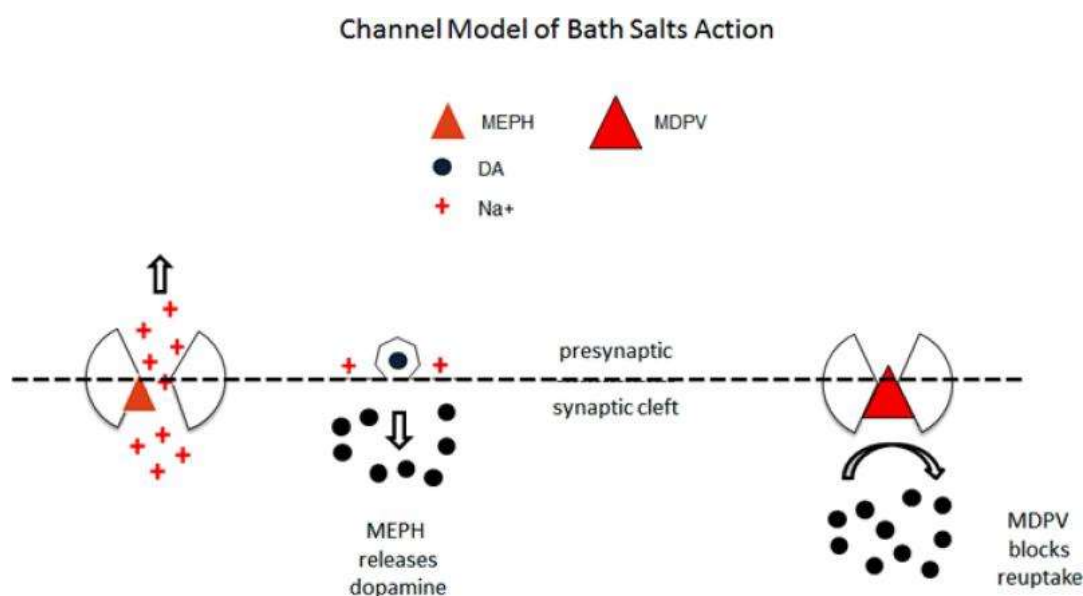 Channel Model of Bath Salts Action
MEPH
MDPV
DA
Na+
presynaptic
synaptic cleft
MEPH
releases
dopamine
MDPV
blocks
reuptake